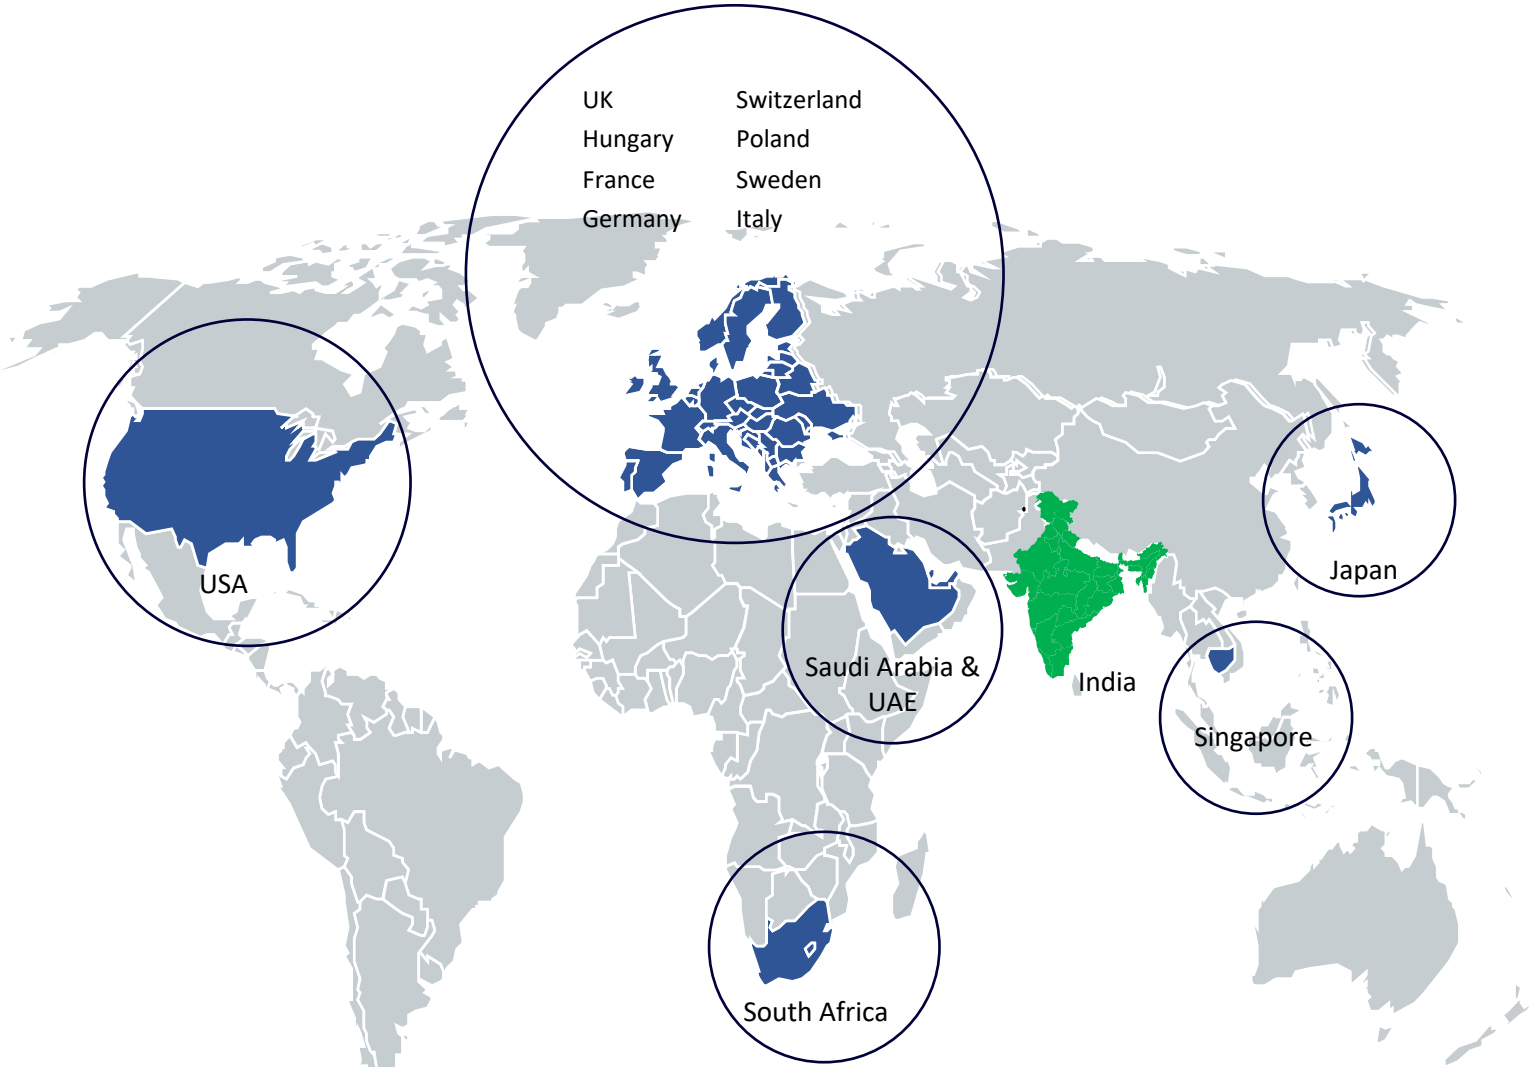 UK Switzerland
Hungary Poland
France Sweden
Germany Italy
USA
Japan
Saudi Arabia &
UAE
India
Singapore
South Africa